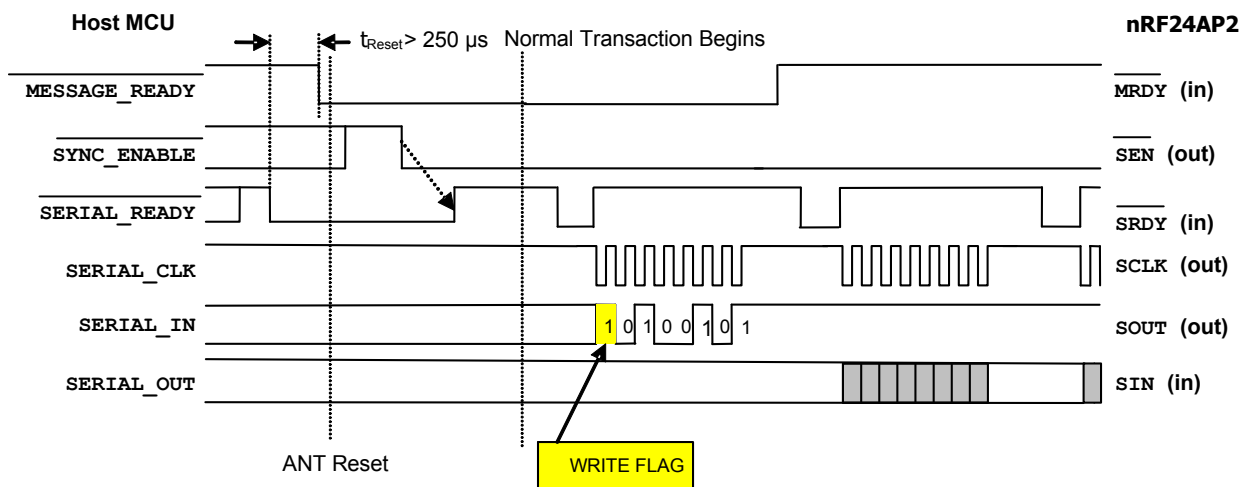 Host MCU
nRF24AP2
tReset> 250 µs Normal Transaction Begins
MESSAGE_READY MRDY (in)
SYNC_ENABLE SEN (out)
SERIAL_READY SRDY (in)
SERIAL_CLK SCLK (out)
SERIAL_IN 1 0 1 0 0 1 0 1 SOUT (out)
SERIAL_OUT SIN (in)
ANT Reset
WRITE FLAG